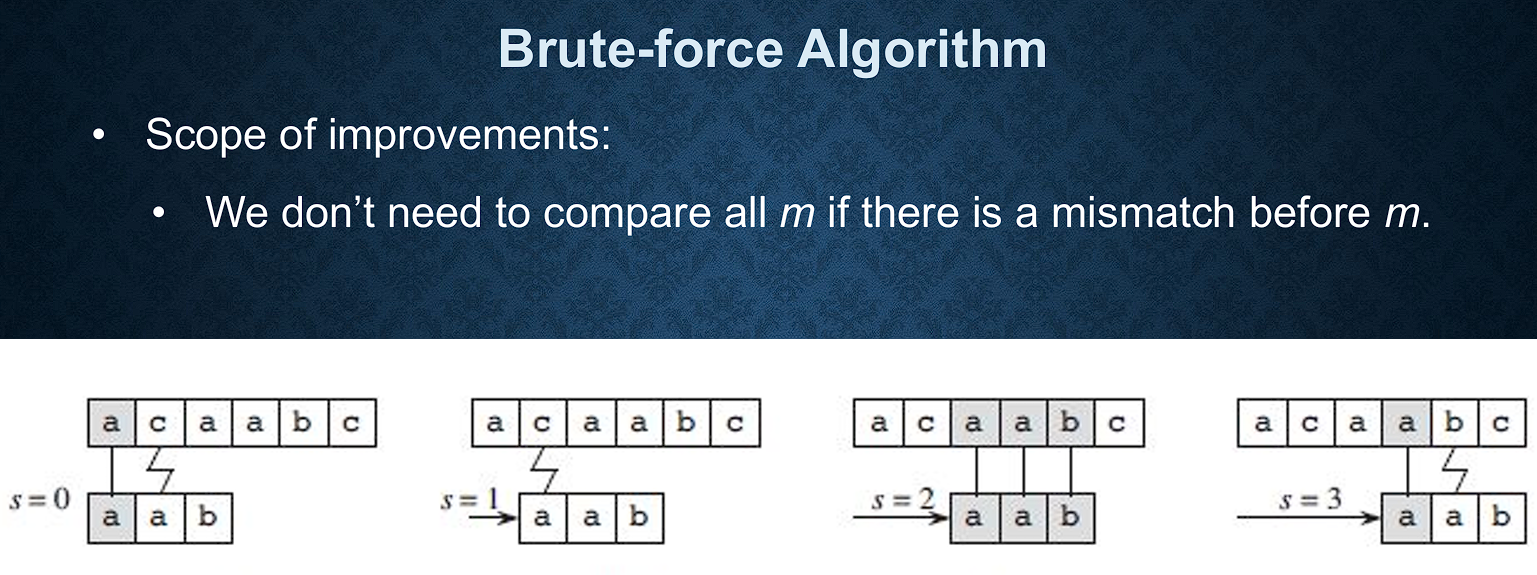 Brute-force Algorithm
• Scope of improvements:
• We don’t need to compare all m if there is a mismatch before m.
a c a a b c
s = 0
a a b
a c a a b c
s = 1
a a b
a c a a b c
s = 2
a a b
a c a a b c
s = 3
a a b